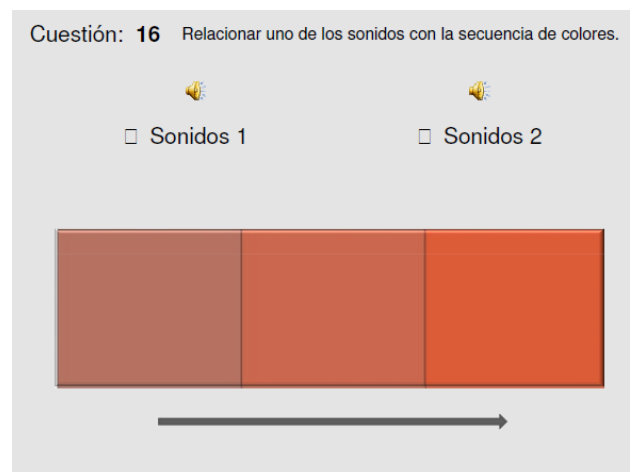 Cuestión: 16 Relacionar uno de los sonidos con la secuencia de colores.
Sonidos 1 Sonidos 2